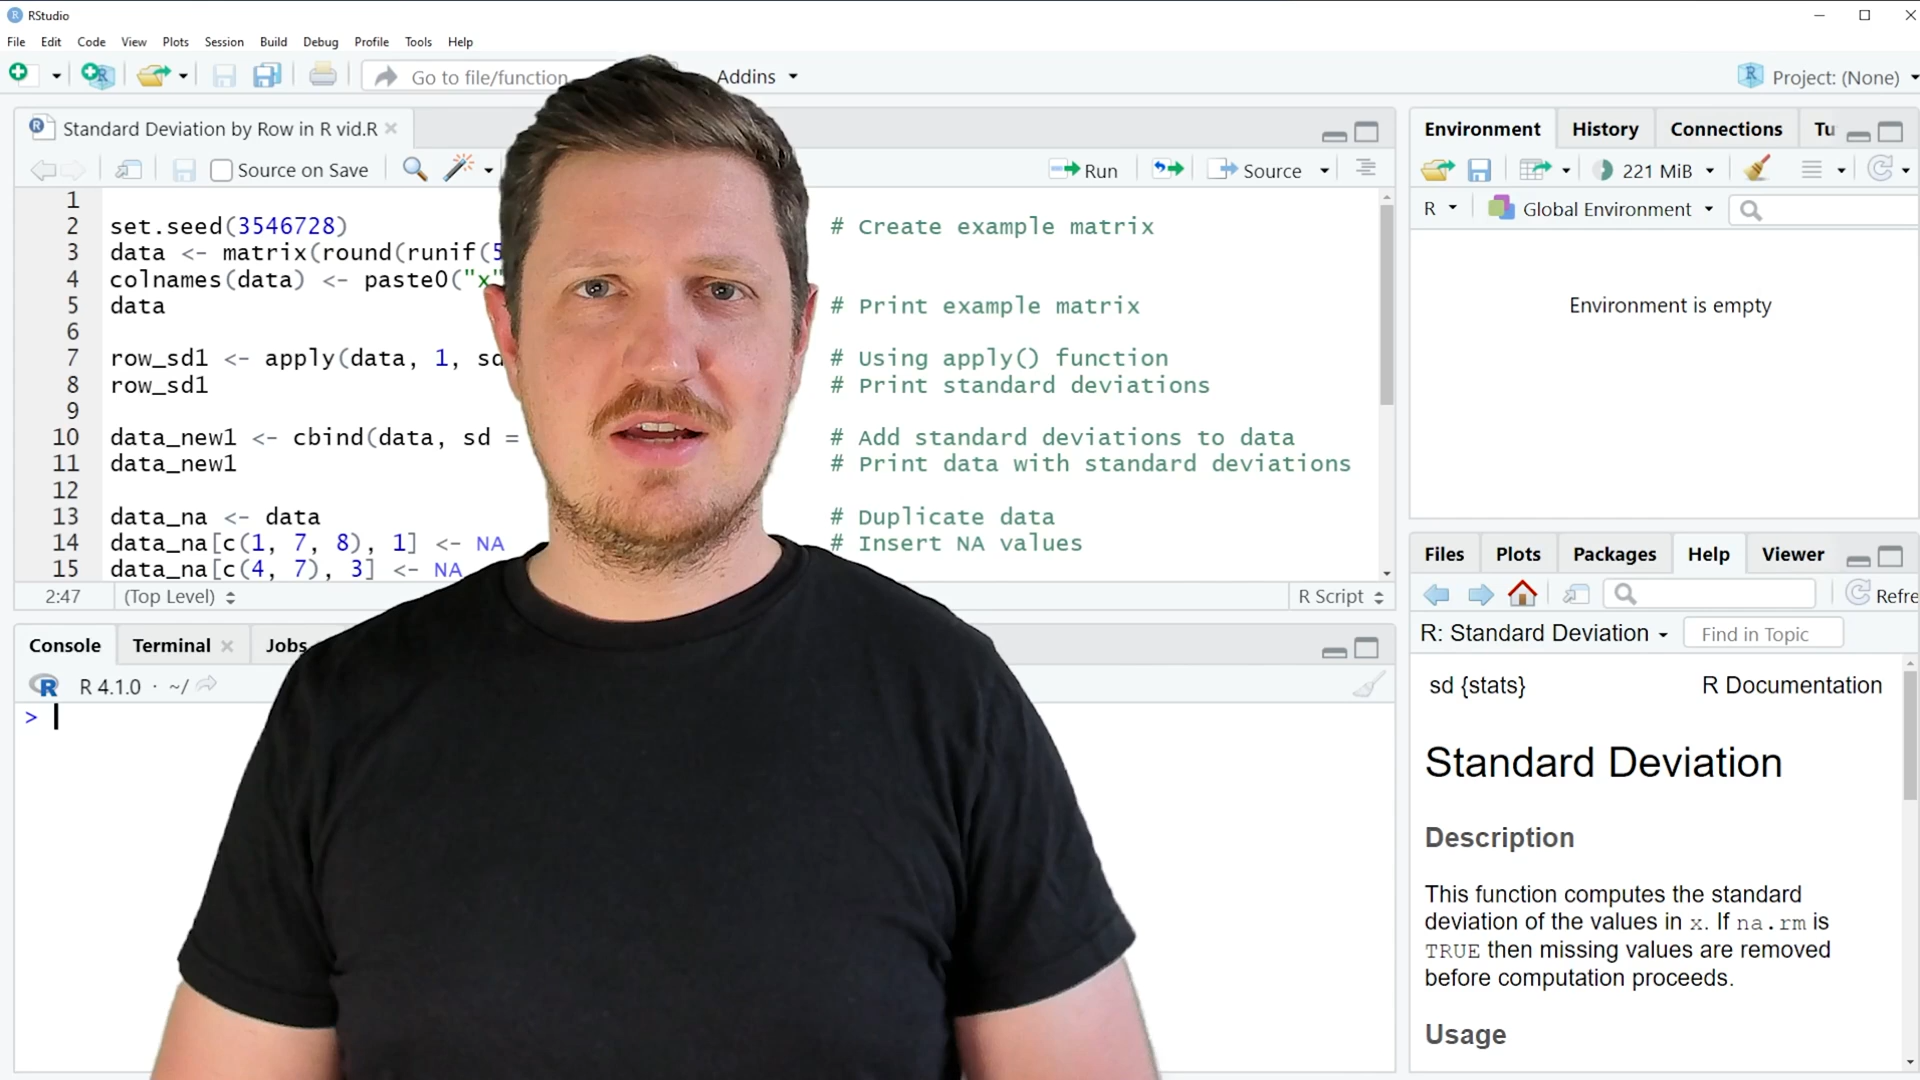 RStudio
File Edit Code View Plots Session Build Debug Profile Tools Help
Go to file/function Addins Project: (None)
Standard Deviation by Row in R vid.R
Source on Save Run Source
1
2 set.seed(3546728) # Create example matrix
3 data <- matrix(round(runif(5
4 colnames(data) <- paste0("x"
5 data # Print example matrix
6
7 row_sd1 <- apply(data, 1, sd # Using apply() function
8 row_sd1 # Print standard deviations
9
10 data_new1 <- cbind(data, sd = # Add standard deviations to data
11 data_new1 # Print data with standard deviations
12
13 data_na <- data # Duplicate data
14 data_na[c(1, 7, 8), 1] <- NA # Insert NA values
15 data_na[c(4, 7), 3] <- NA
2:47 (Top Level) R Script
Console Terminal Jobs
R 4.1.0 · ~/
>
Environment History Connections Tu
221 MiB
R Global Environment
Environment is empty
Files Plots Packages Help Viewer
Refre
R: Standard Deviation Find in Topic
sd {stats} R Documentation
Standard Deviation
Description
This function computes the standard
deviation of the values in x. If na.rm is
TRUE then missing values are removed
before computation proceeds.
Usage